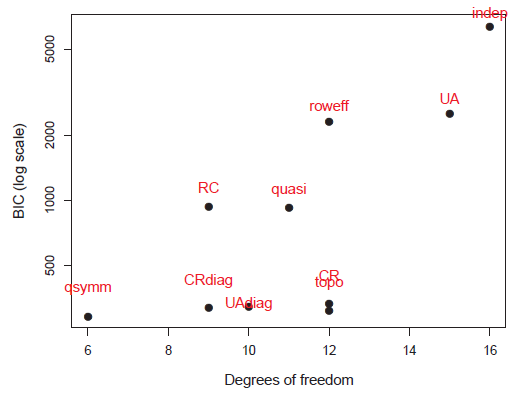 indep
5000
UA
roweff
2000
BIC (log scale)
RC
quasi
1000
500
CRdiag
CR
topo
qsymm
UAdiag
6
8
10
12
14
16
Degrees of freedom